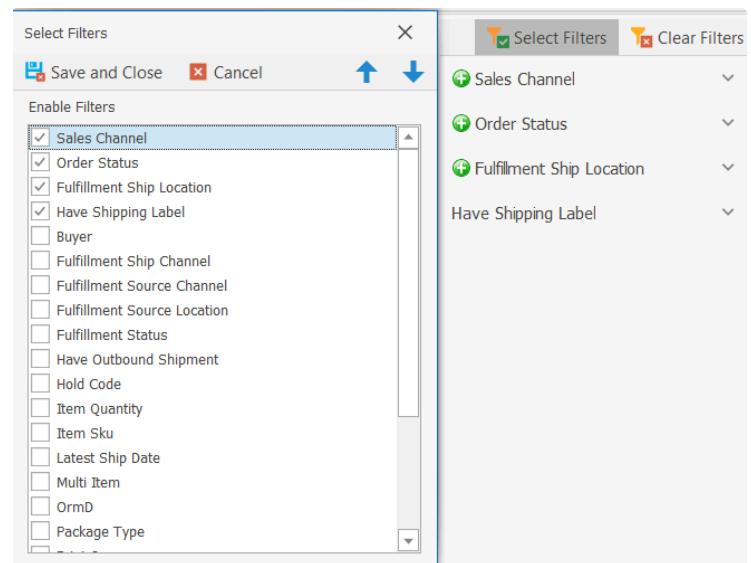 Select Filters
Save and Close
Cancel
Enable Filters
Sales Channel
Order Status
Fulfillment Ship Location
Have Shipping Label
Buyer
Fulfillment Ship Channel
Fulfillment Source Channel
Fulfillment Source Location
Fulfillment Status
Have Outbound Shipment
Hold Code
Item Quantity
Item Sku
Latest Ship Date
Multi Item
OrmD
Package Type
Select Filters
Clear Filters
Sales Channel
Order Status
Fulfillment Ship Location
Have Shipping Label